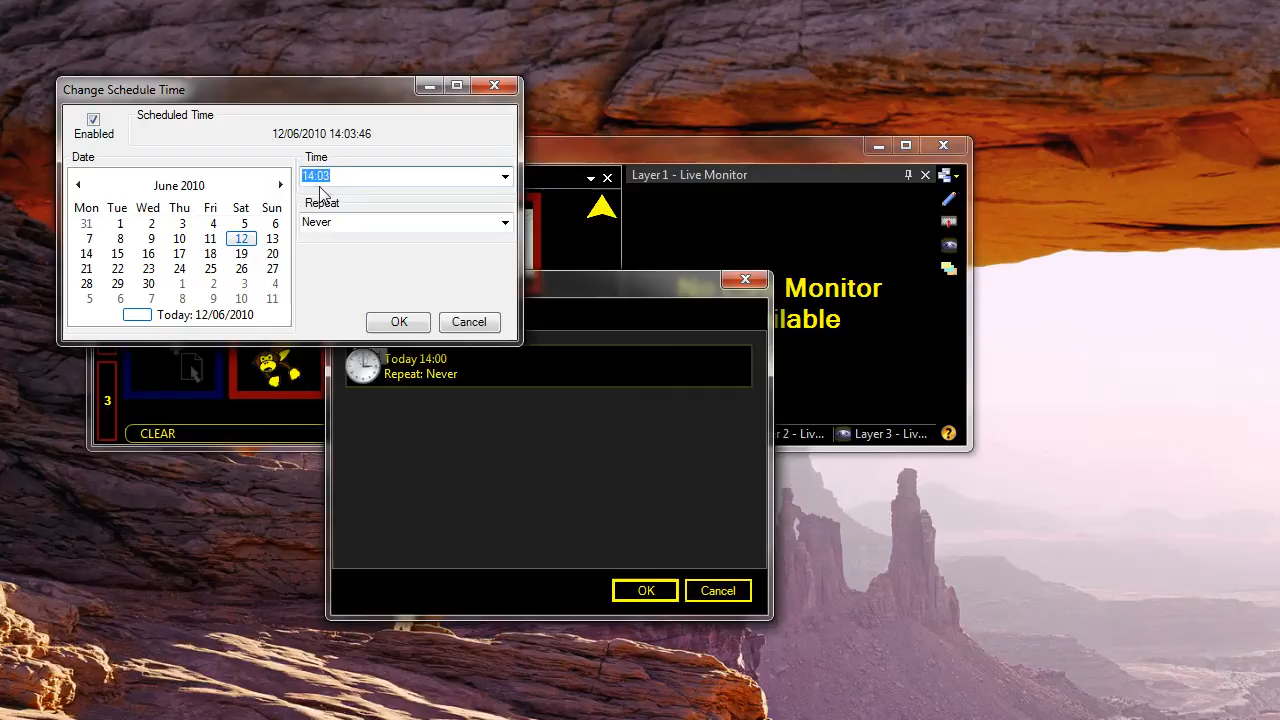 Change Schedule Time
Enabled
Scheduled Time
12/06/2010 14:03:46
Date
June 2010
Mon Tue Wed Thu Fri Sat Sun
31 1 2 3 4 5 6
7 8 9 10 11 12 13
14 15 16 17 18 19 20
21 22 23 24 25 26 27
28 29 30 1 2 3 4
5 6 7 8 9 10 11
Today: 12/06/2010
Time
14:03
Repeat
Never
OK Cancel
Layer1 - Live Monitor
Monitor
Today 14:00
Repeat: Never
3
CLEAR
r 2 - Liv...
Layer 3 - Liv...
?
OK Cancel